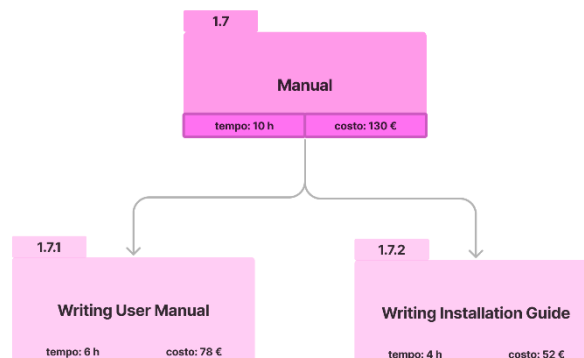 1.7
Manual
tempo: 10 h costo: 130 €
1.7.1
Writing User Manual
tempo: 6 h costo: 78 €
1.7.2
Writing Installation Guide
tempo: 4 h costo: 52 €